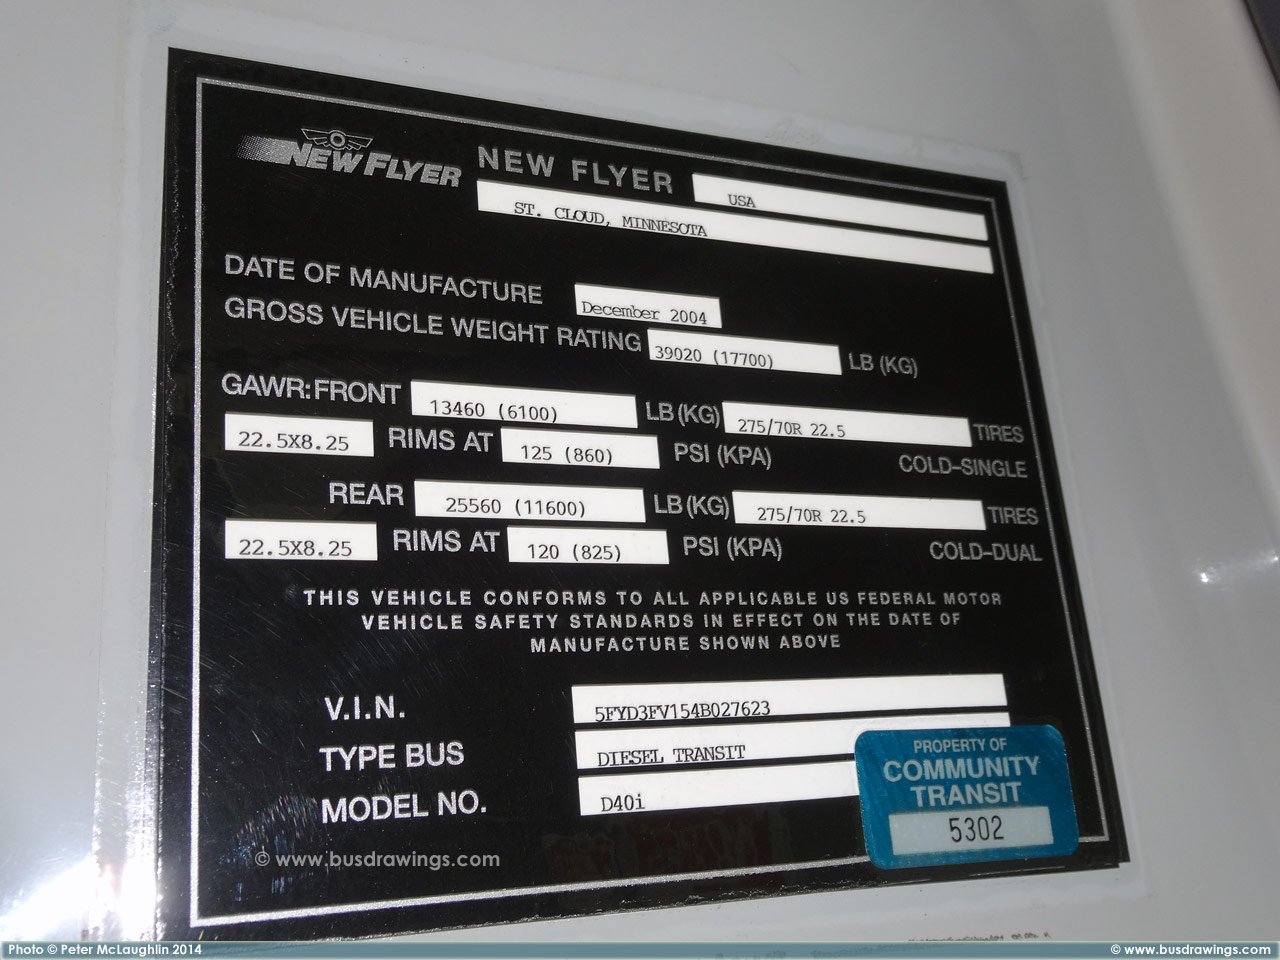 NEW FLYER NEW FLYER USA
ST. CLOUD, MINNESOTA
DATE OF MANUFACTURE December 2004
GROSS VEHICLE WEIGHT RATING 39020 (17700) LB (KG)
GAWR: FRONT 13460 (6100) LB (KG) 275/70R 22.5 TIRES
22.5X8.25 RIMS AT 125 (860) PSI (KPA) COLD-SINGLE
REAR 25560 (11600) LB (KG) 275/70R 22.5 TIRES
22.5X8.25 RIMS AT 120 (825) PSI (KPA) COLD-DUAL
THIS VEHICLE CONFORMS TO ALL APPLICABLE US FEDERAL MOTOR
VEHICLE SAFETY STANDARDS IN EFFECT ON THE DATE OF
MANUFACTURE SHOWN ABOVE
V.I.N. 5FYD3FV154B027623
TYPE BUS DIESEL TRANSIT
MODEL NO. D40i
PROPERTY OF
COMMUNITY
TRANSIT
5302
© www.busdrawings.com
Photo © Peter McLaughlin 2014 © www.busdrawings.com